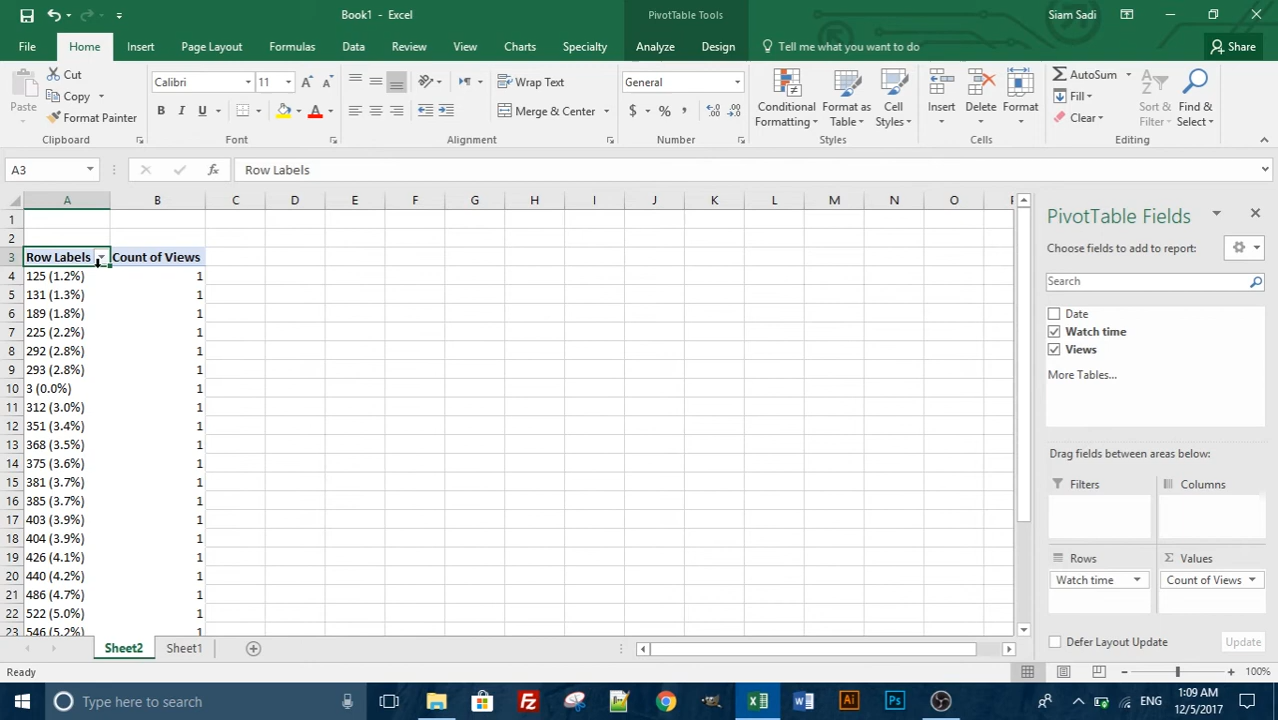 Book1 - Excel
PivotTable Tools
Siam Sadi
File
Home
Insert
Page Layout
Formulas
Data
Review
View
Charts
Specialty
Analyze
Design
Tell me what you want to do
Share
Paste
Cut
Copy
Format Painter
Clipboard
Calibri
11
B I U
A
Font
Wrap Text
Merge & Center
Alignment
General
$ % ,
Number
Conditional Formatting
Format as Table
Cell Styles
Styles
Insert
Delete
Format
Cells
AutoSum
Fill
Clear
Sort & Filter
Find & Select
Editing
A3
fx
Row Labels
A B C D E F G H I J K L M N O
1
2
3 Row Labels Count of Views
4 125 (1.2%) 1
5 131 (1.3%) 1
6 189 (1.8%) 1
7 225 (2.2%) 1
8 292 (2.8%) 1
9 293 (2.8%) 1
10 3 (0.0%) 1
11 312 (3.0%) 1
12 351 (3.4%) 1
13 368 (3.5%) 1
14 375 (3.6%) 1
15 381 (3.7%) 1
16 385 (3.7%) 1
17 403 (3.9%) 1
18 404 (3.9%) 1
19 426 (4.1%) 1
20 440 (4.2%) 1
21 486 (4.7%) 1
22 522 (5.0%) 1
23 546 (5.2%) 1
PivotTable Fields
Choose fields to add to report:
Search
Date
Watch time
Views
More Tables...
Drag fields between areas below:
Filters
Columns
Rows
Values
Watch time
Count of Views
Defer Layout Update
Update
Sheet2
Sheet1
Ready
100%
Type here to search
ENG
1:09 AM
12/5/2017